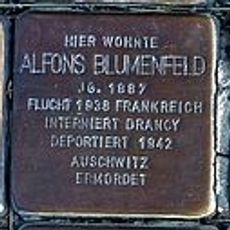 HIER WOHNTE
ALFONS BLUMENFELD
JG. 1887
FLUCHT 1938 FRANKREICH
INTERNIERT DRANCY
DEPORTIERT 1942
AUSCHWITZ
ERMORDET